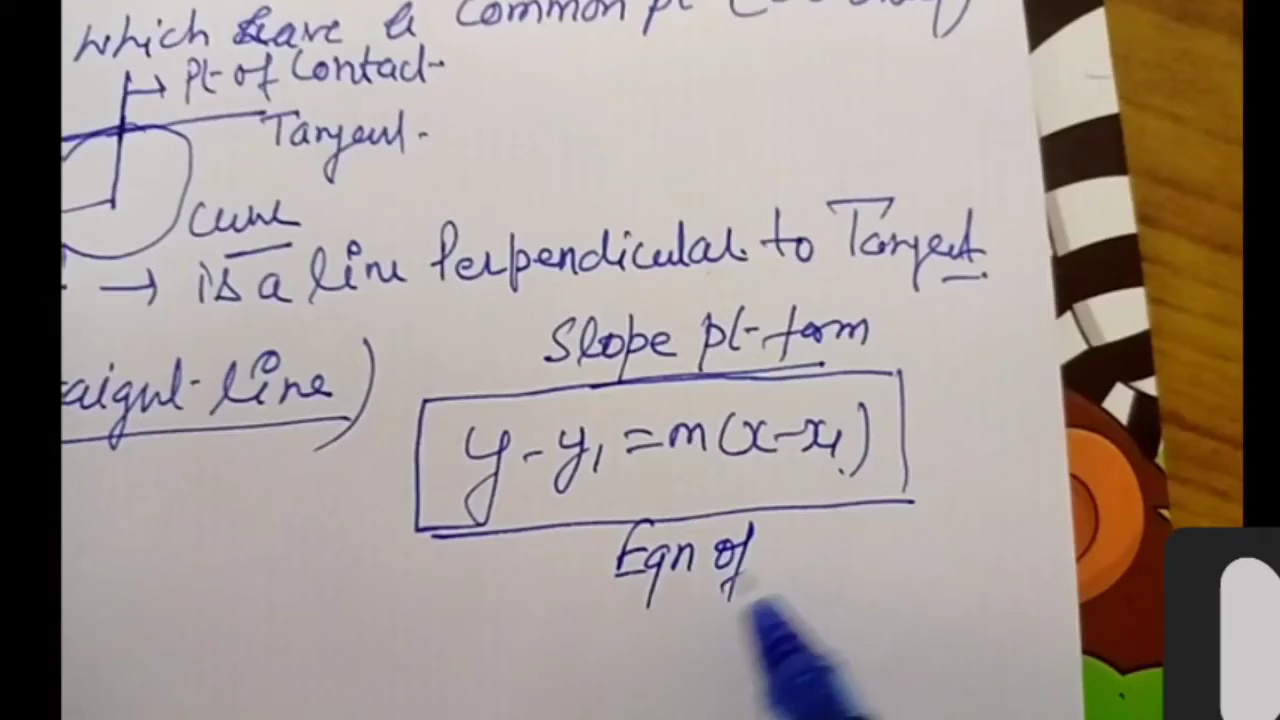 which have a common pt
→ Pt of Contact
Tangent.
curve
→ is a line Perpendicular to Tangent
Slope pt form
aight line)
y - y₁ = m(x - x₁)
Eqn of